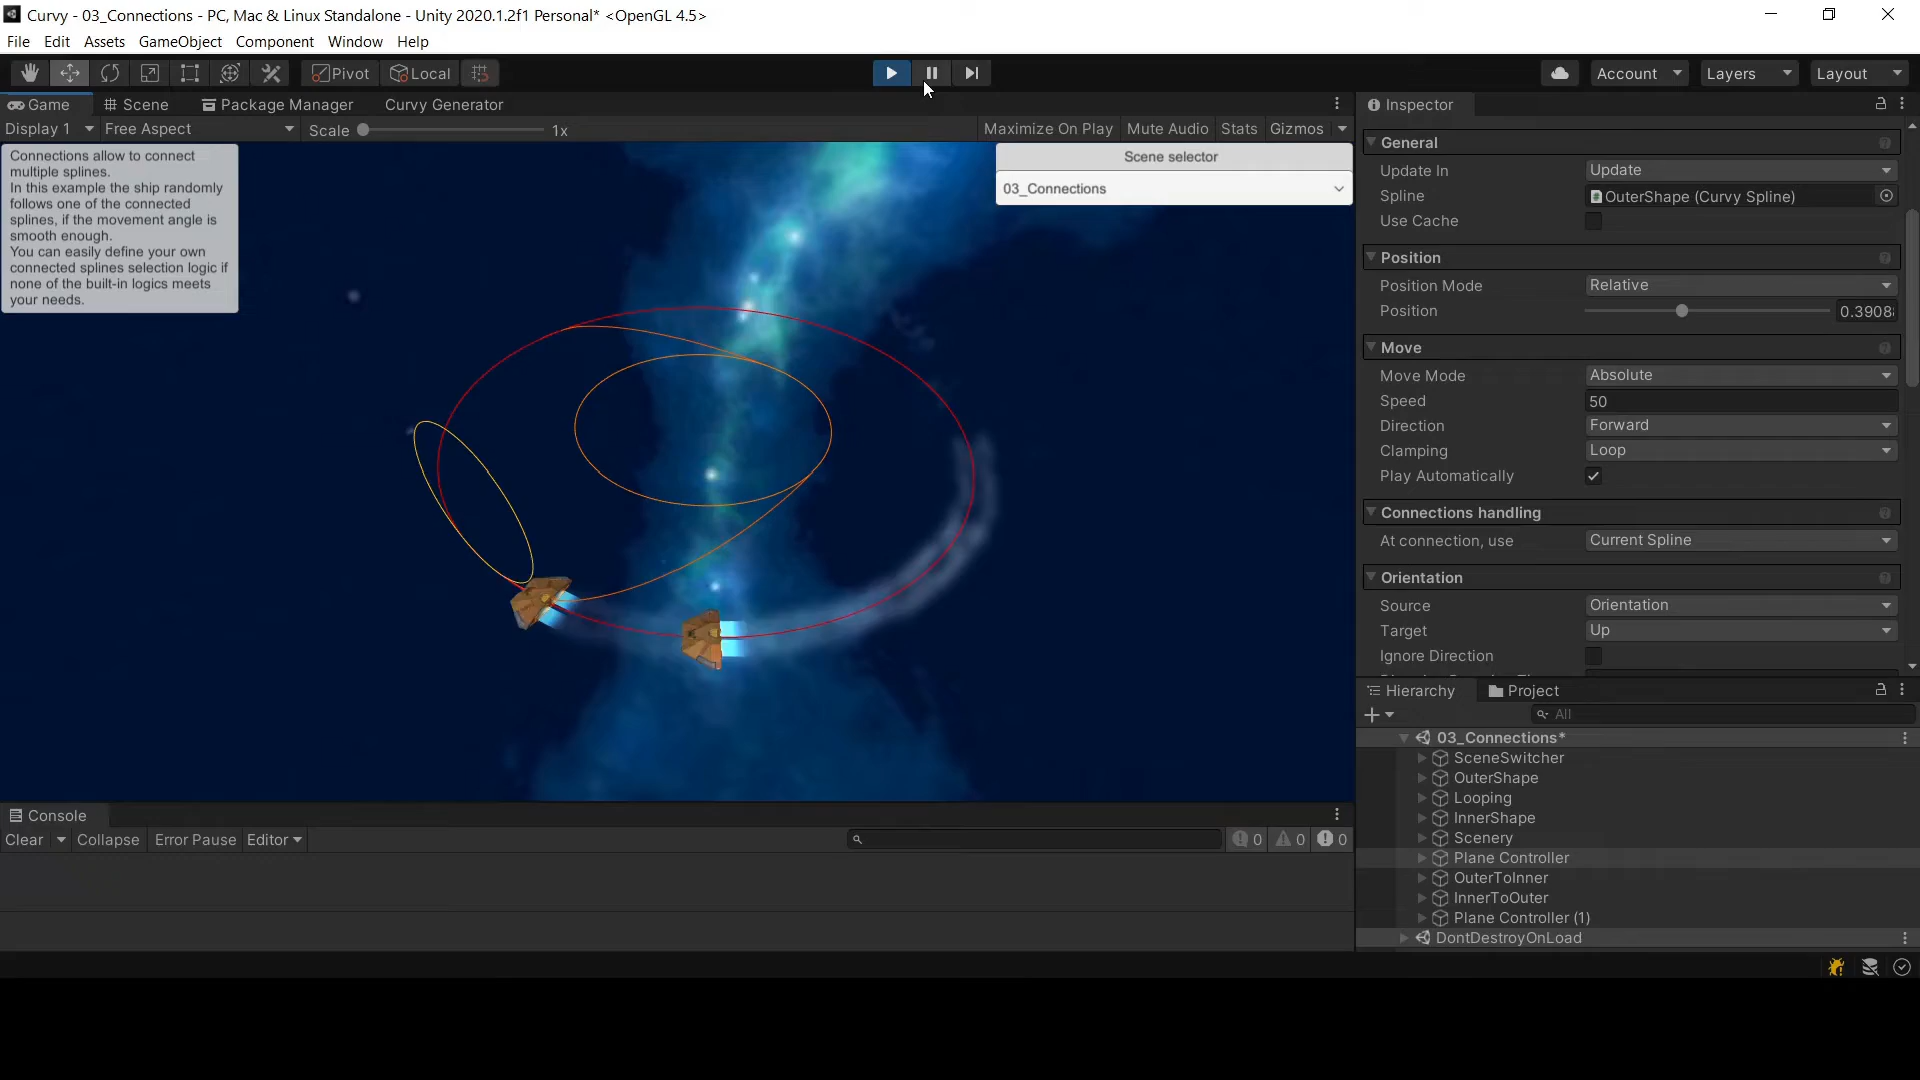 Curvy - 03_Connections - PC, Mac & Linux Standalone - Unity 2020.1.2f1 Personal* <OpenGL 4.5>
File Edit Assets GameObject Component Window Help
Pivot Local Account Layers Layout
Game Scene Package Manager Curvy Generator
Display 1 Free Aspect Scale 1x Maximize On Play Mute Audio Stats Gizmos
Connections allow to connect
multiple splines.
In this example the ship randomly
follows one of the connected
splines, if the movement angle is
smooth enough.
You can easily define your own
connected splines selection logic if
none of the built-in logics meets
your needs.
Scene selector
03_Connections
Inspector
General
Update In Update
Spline OuterShape (Curvy Spline)
Use Cache
Position
Position Mode Relative
Position 0.3908
Move
Move Mode Absolute
Speed 50
Direction Forward
Clamping Loop
Play Automatically
Connections handling
At connection, use Current Spline
Orientation
Source Orientation
Target Up
Ignore Direction
Hierarchy Project
All
03_Connections*
SceneSwitcher
OuterShape
Looping
InnerShape
Scenery
Plane Controller
OuterToInner
InnerToOuter
Plane Controller (1)
DontDestroyOnLoad
Console
Clear Collapse Error Pause Editor 0 0 0